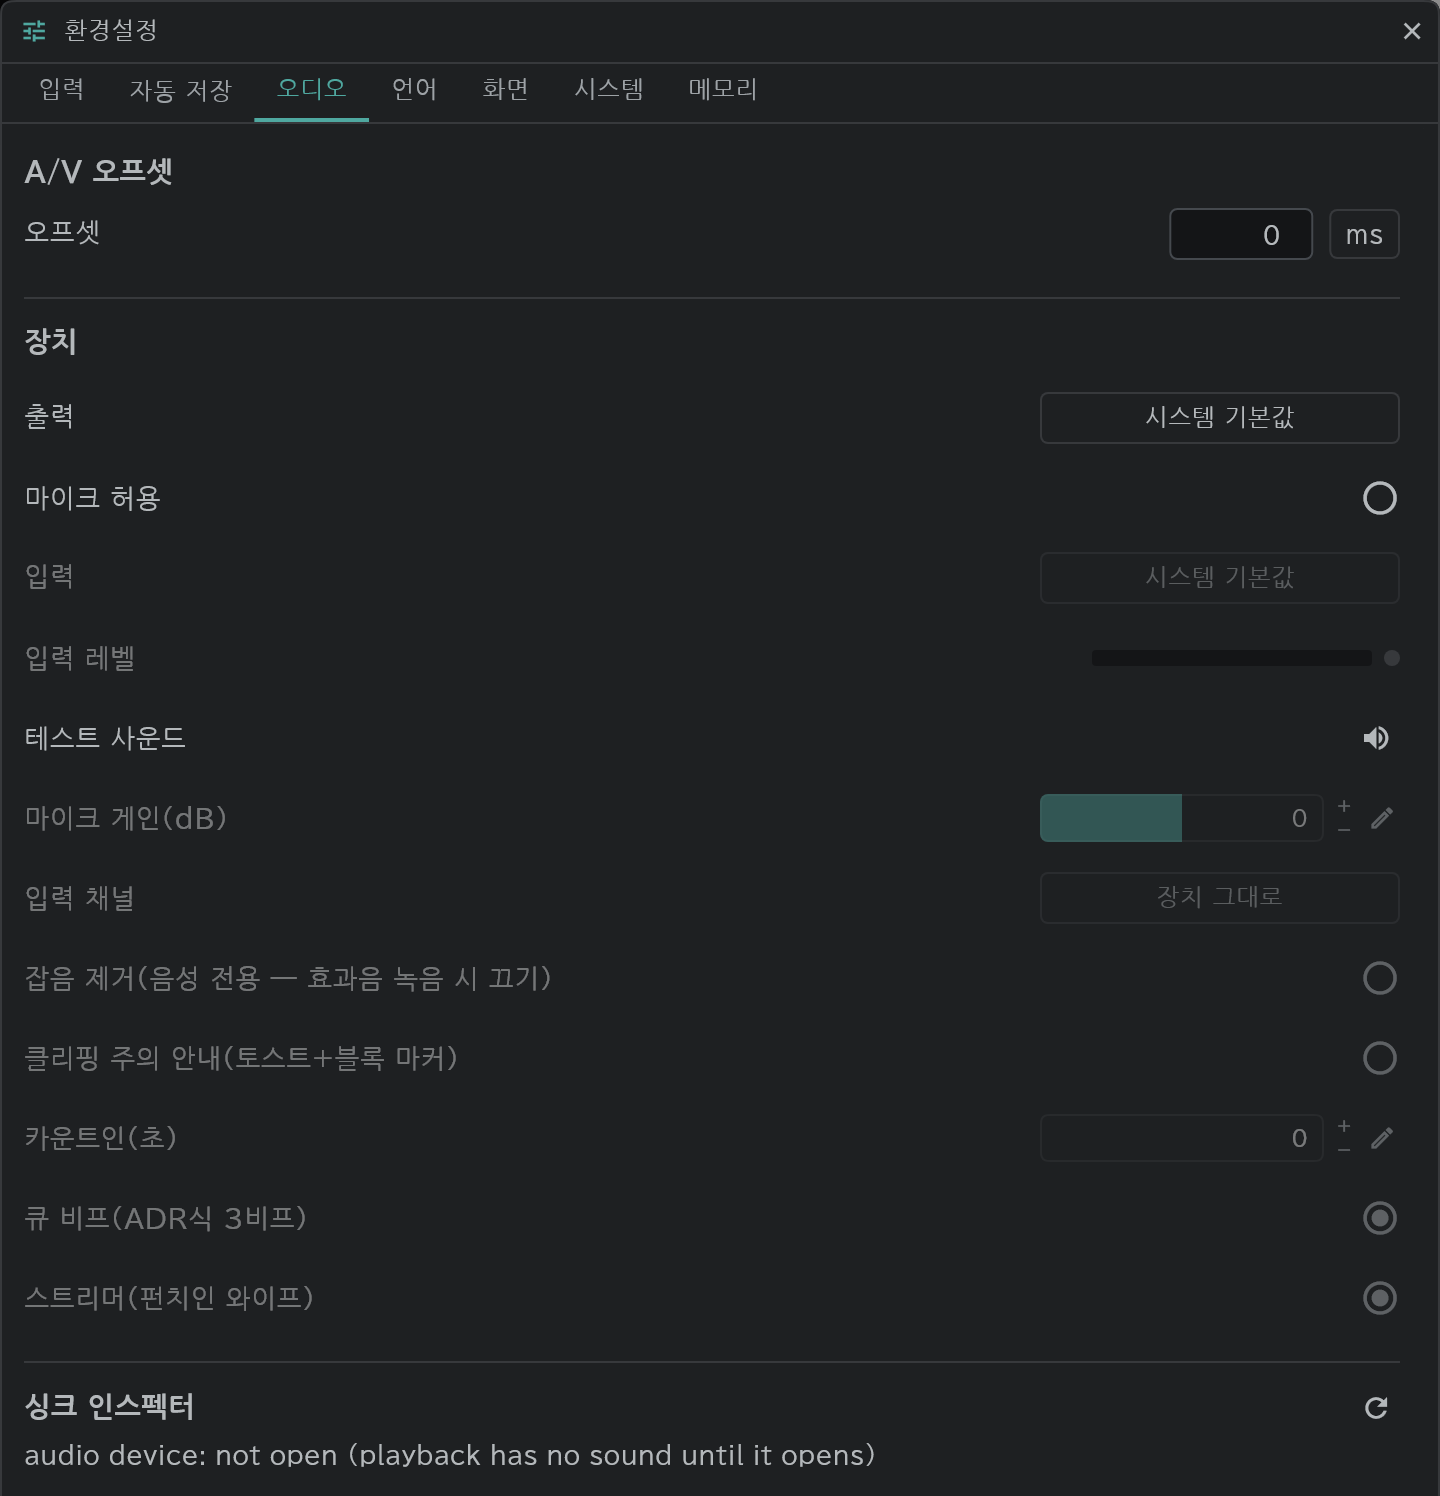 환경설정
입력 자동 저장 오디오 언어 화면 시스템 메모리
A/V 오프셋
오프셋 0 ms
장치
출력 시스템 기본값
마이크 허용
입력 시스템 기본값
입력 레벨
테스트 사운드
마이크 게인(dB) 0 + −
입력 채널 장치 그대로
잡음 제거(음성 전용 — 효과음 녹음 시 끄기)
클리핑 주의 안내(토스트+블록 마커)
카운트인(초) 0 + −
큐 비프(ADR식 3비프)
스트리머(펀치인 와이프)
싱크 인스펙터
audio device: not open (playback has no sound until it opens)